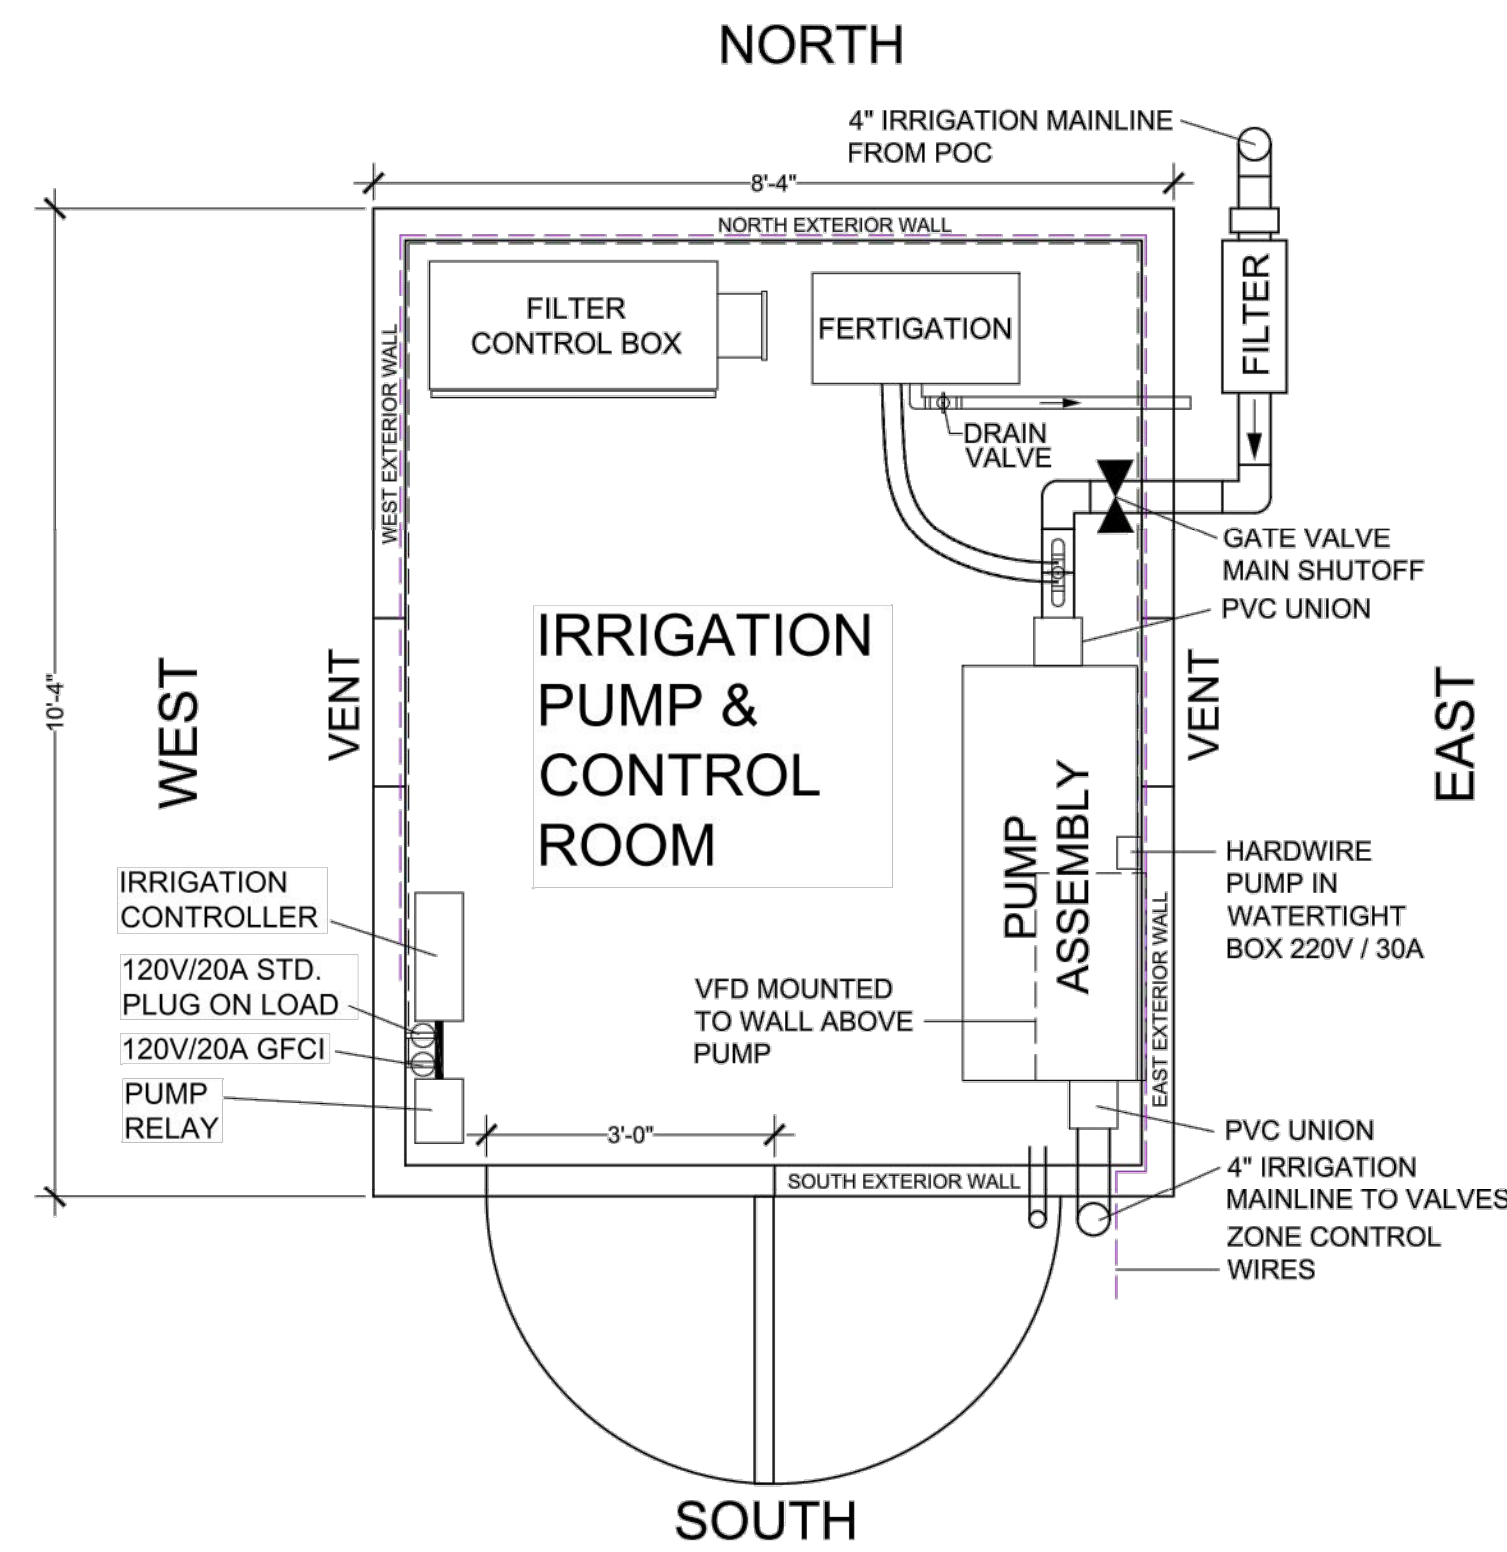 NORTH
4" IRRIGATION MAINLINE
FROM POC
8'-4"
NORTH EXTERIOR WALL
FILTER
CONTROL BOX
FERTIGATION
FILTER
WEST EXTERIOR WALL
DRAIN
VALVE
GATE VALVE
MAIN SHUTOFF
PVC UNION
IRRIGATION
PUMP &
CONTROL
ROOM
10'-4"
WEST
VENT
VENT
EAST
PUMP
ASSEMBLY
HARDWIRE
PUMP IN
WATERTIGHT
BOX 220V / 30A
EAST EXTERIOR WALL
IRRIGATION
CONTROLLER
120V/20A STD.
PLUG ON LOAD
120V/20A GFCI
PUMP
RELAY
VFD MOUNTED
TO WALL ABOVE
PUMP
3'-0"
SOUTH EXTERIOR WALL
PVC UNION
4" IRRIGATION
MAINLINE TO VALVES
ZONE CONTROL
WIRES
SOUTH